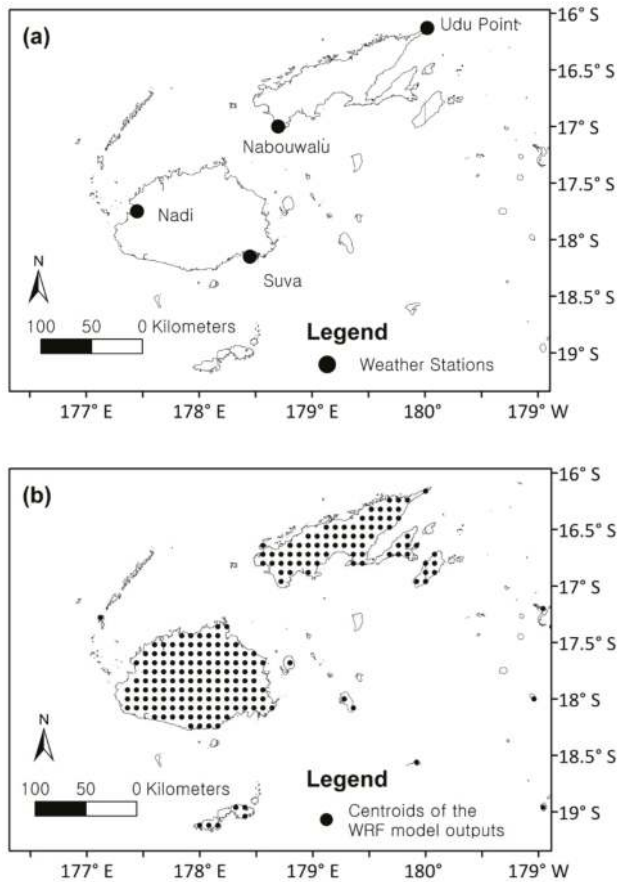 (a)
Udu Point
16° S
16.5° S
Nabouwalu
17° S
Nadi
17.5° S
18° S
Suva
N
18.5° S
100 50 0 Kilometers
Legend
19° S
Weather Stations
177° E 178° E 179° E 180° 179° W
(b)
16° S
16.5° S
17° S
17.5° S
18° S
N
18.5° S
100 50 0 Kilometers
Legend
19° S
Centroids of the
WRF model outputs
177° E 178° E 179° E 180° 179° W